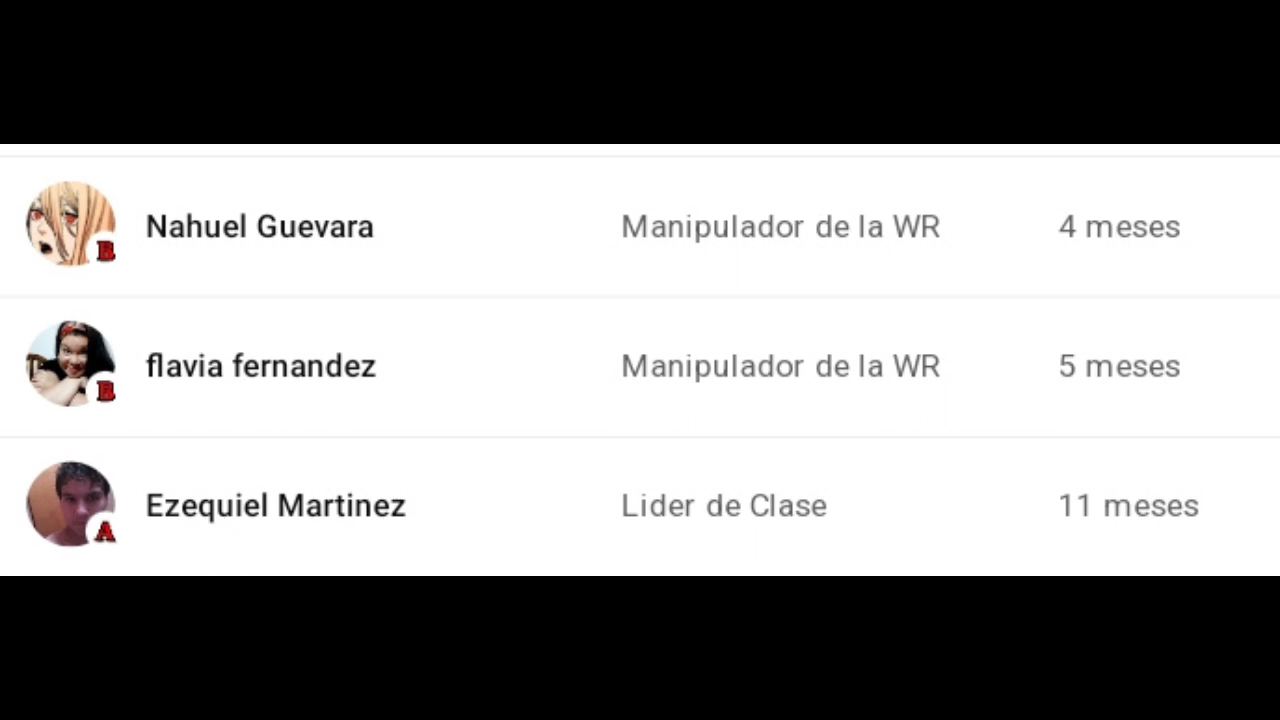 B
Nahuel Guevara Manipulador de la WR 4 meses
B
flavia fernandez Manipulador de la WR 5 meses
A
Ezequiel Martinez Lider de Clase 11 meses